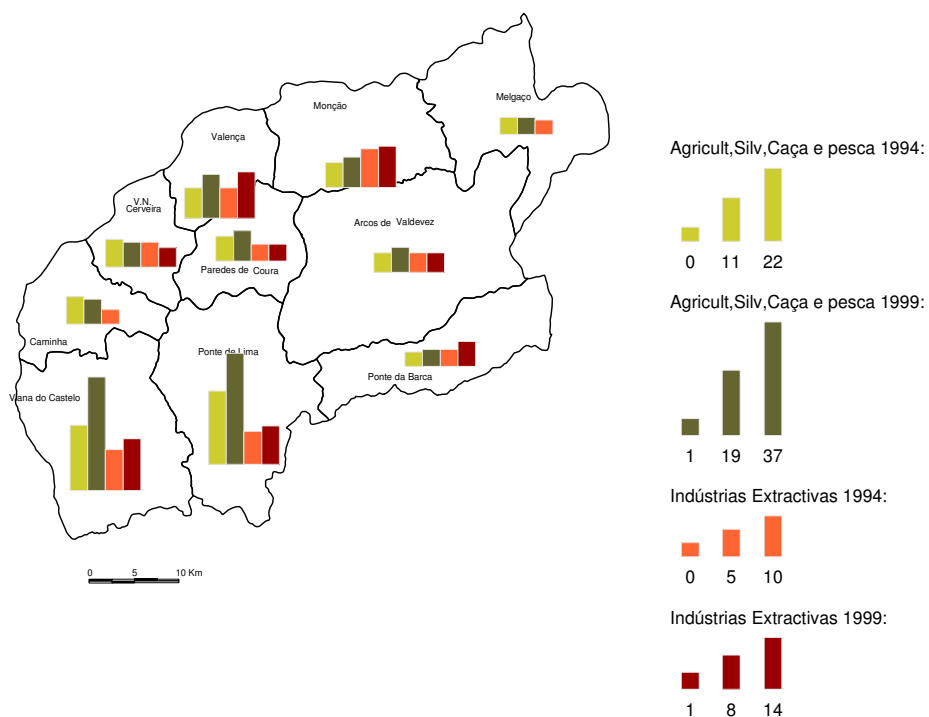 Melgaço
Monção
Valença
V.N.
Cerveira
Arcos de Valdevez
Paredes de Coura
Caminha
Ponte de Lima
Ponte da Barca
Viana do Castelo
0 5 10 Km
Agricult,Silv,Caça e pesca 1994:
0 11 22
Agricult,Silv,Caça e pesca 1999:
1 19 37
Indústrias Extractivas 1994:
0 5 10
Indústrias Extractivas 1999:
1 8 14